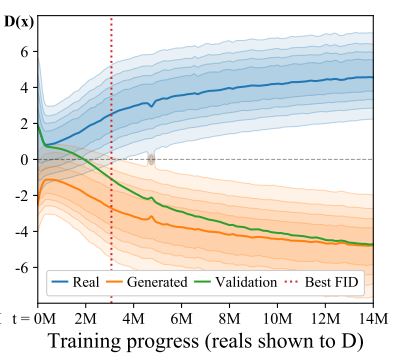 D(x)
6
4
2
0
-2
-4
-6
Real Generated Validation Best FID
t = 0M 2M 4M 6M 8M 10M 12M 14M
Training progress (reals shown to D)